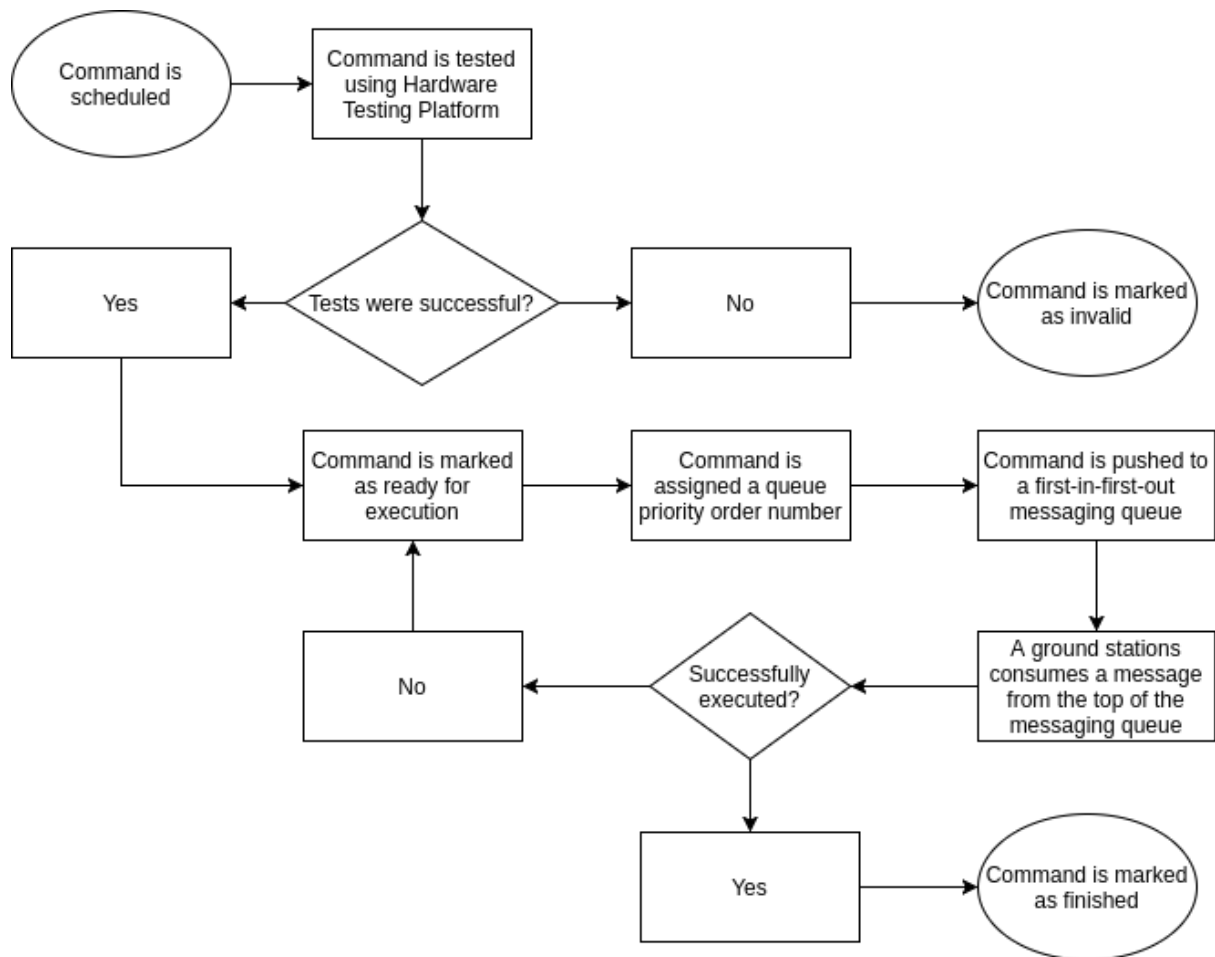 Command is
scheduled
Command is tested
using Hardware
Testing Platform
Yes
Tests were successful?
No
Command is marked
as invalid
Command is marked
as ready for
execution
Command is
assigned a queue
priority order number
Command is pushed to
a first-in-first-out
messaging queue
No
Successfully
executed?
A ground stations
consumes a message
from the top of the
messaging queue
Yes
Command is marked
as finished